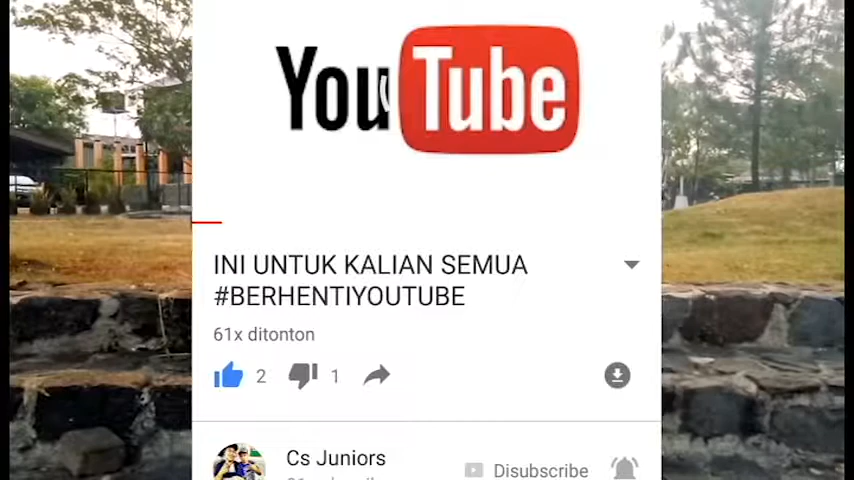 YouTube
INI UNTUK KALIAN SEMUA
#BERHENTIYOUTUBE
61x ditonton
2
1
Cs Juniors
Disubscribe